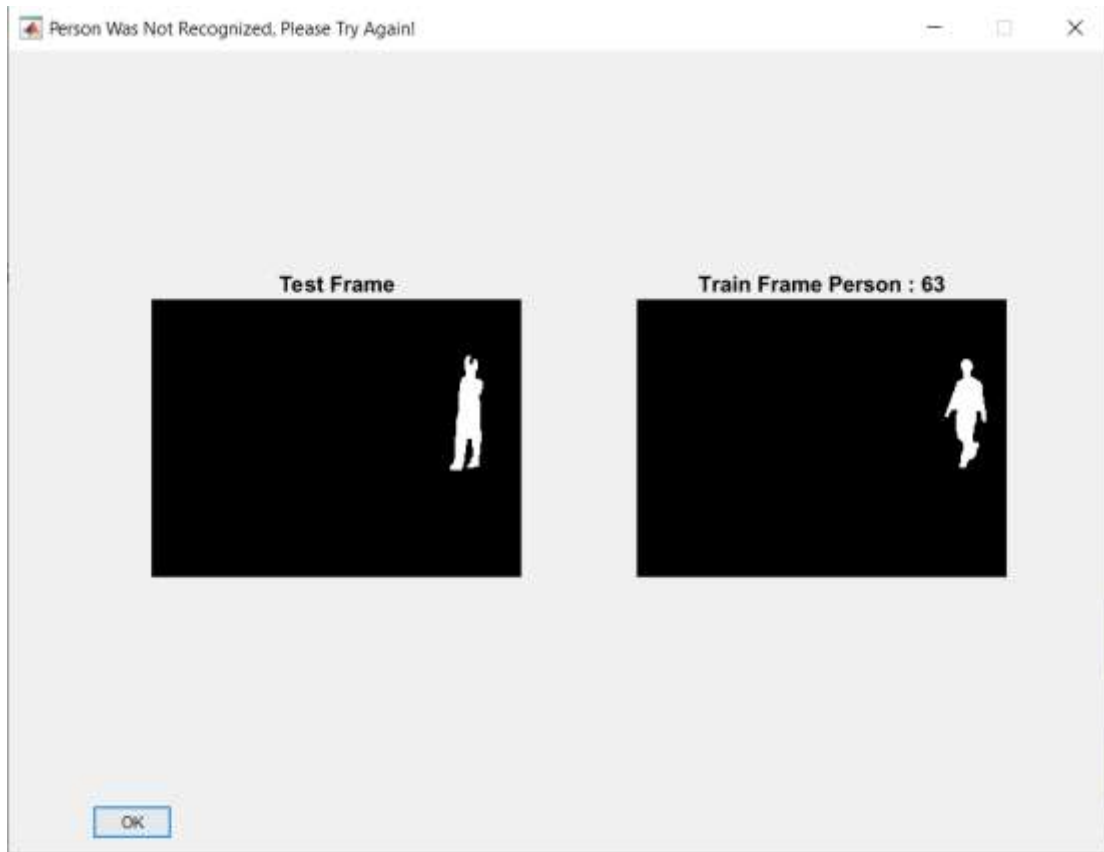 Person Was Not Recognized, Please Try Again!
Test Frame
Train Frame Person : 63
OK